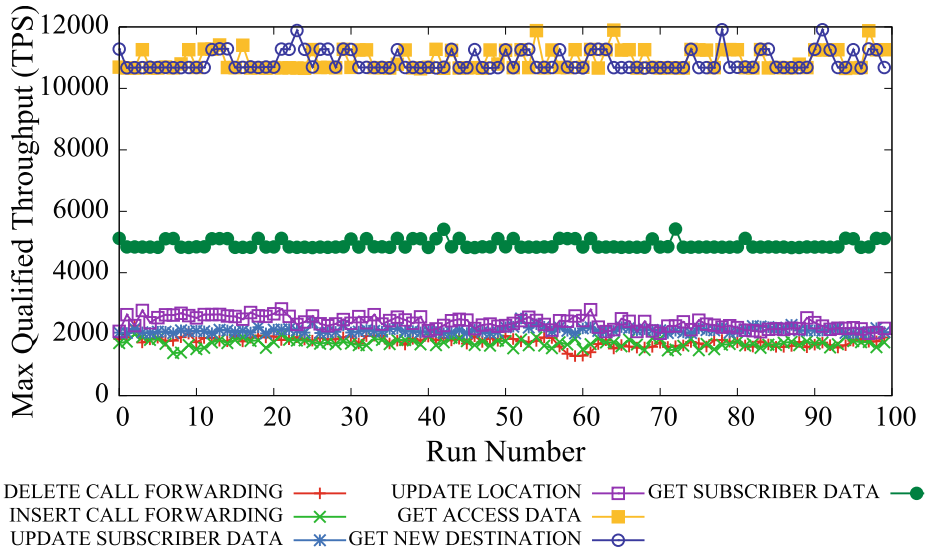 Max Qualified Throughput (TPS)
12000
10000
8000
6000
4000
2000
0
0 10 20 30 40 50 60 70 80 90 100
Run Number
DELETE CALL FORWARDING UPDATE LOCATION GET SUBSCRIBER DATA
INSERT CALL FORWARDING GET ACCESS DATA
UPDATE SUBSCRIBER DATA GET NEW DESTINATION